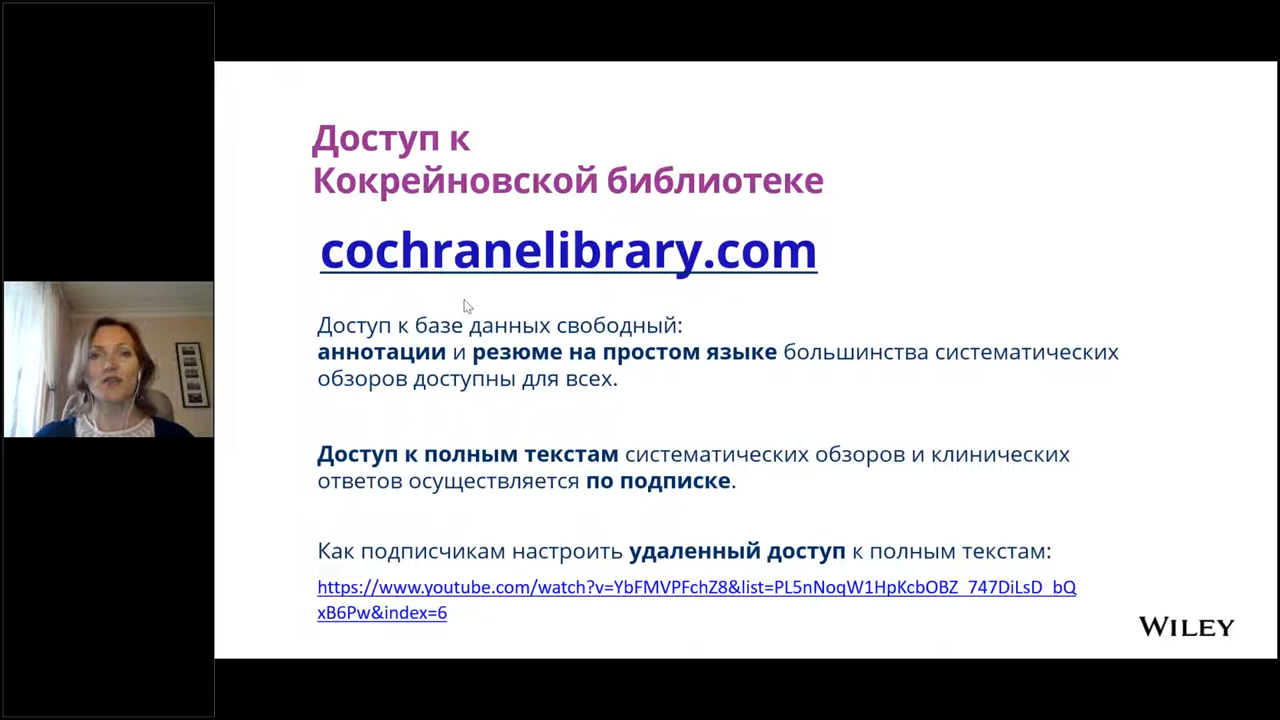 Доступ к
Кокрейновской библиотеке
cochranelibrary.com
Доступ к базе данных свободный:
аннотации и резюме на простом языке большинства систематических
обзоров доступны для всех.
Доступ к полным текстам систематических обзоров и клинических
ответов осуществляется по подписке.
Как подписчикам настроить удаленный доступ к полным текстам:
https://www.youtube.com/watch?v=YbFMVPFchZ8&list=PL5nNoqW1HpKcbOBZ_747DiLsD_bQ
xB6Pw&index=6
WILEY